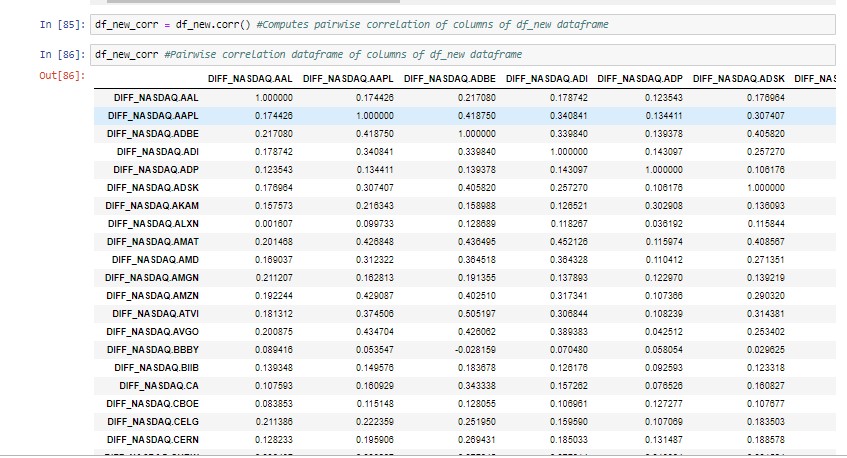 In [85]: df_new_corr = df_new.corr() #Computes pairwise correlation of columns of df_new dataframe
In [86]: df_new_corr #Pairwise correlation dataframe of columns of df_new dataframe
Out[86]:
DIFF_NASDAQ.AAL DIFF_NASDAQ.AAPL DIFF_NASDAQ.ADBE DIFF_NASDAQ.ADI DIFF_NASDAQ.ADP DIFF_NASDAQ.ADSK DIFF_NAS
DIFF_NASDAQ.AAL 1.000000 0.174426 0.217080 0.178742 0.123543 0.176964
DIFF_NASDAQ.AAPL 0.174426 1.000000 0.418750 0.340841 0.134411 0.307407
DIFF_NASDAQ.ADBE 0.217080 0.418750 1.000000 0.339840 0.139378 0.405820
DIFF_NASDAQ.ADI 0.178742 0.340841 0.339840 1.000000 0.143097 0.257270
DIFF_NASDAQ.ADP 0.123543 0.134411 0.139378 0.143097 1.000000 0.106176
DIFF_NASDAQ.ADSK 0.176964 0.307407 0.405820 0.257270 0.106176 1.000000
DIFF_NASDAQ.AKAM 0.157573 0.216343 0.158988 0.126521 0.302908 0.136093
DIFF_NASDAQ.ALXN 0.001607 0.099733 0.128689 0.118267 0.036192 0.115844
DIFF_NASDAQ.AMAT 0.201468 0.426848 0.436495 0.452126 0.115974 0.408567
DIFF_NASDAQ.AMD 0.169037 0.312322 0.364518 0.364328 0.110412 0.271351
DIFF_NASDAQ.AMGN 0.211207 0.162813 0.191355 0.137893 0.122970 0.139219
DIFF_NASDAQ.AMZN 0.192244 0.429087 0.402510 0.317341 0.107366 0.290320
DIFF_NASDAQ.ATVI 0.181312 0.374506 0.505197 0.306844 0.108239 0.314381
DIFF_NASDAQ.AVGO 0.200875 0.434704 0.426062 0.389383 0.042512 0.253402
DIFF_NASDAQ.BBBY 0.089416 0.053547 -0.028159 0.070480 0.058054 0.029625
DIFF_NASDAQ.BIIB 0.139348 0.149576 0.183678 0.126176 0.092593 0.123318
DIFF_NASDAQ.CA 0.107593 0.160929 0.343338 0.157262 0.076526 0.160827
DIFF_NASDAQ.CBOE 0.083853 0.115148 0.128055 0.106961 0.127277 0.107677
DIFF_NASDAQ.CELG 0.211386 0.222359 0.251950 0.159590 0.107069 0.183503
DIFF_NASDAQ.CERN 0.128233 0.195906 0.269431 0.185033 0.131487 0.188578